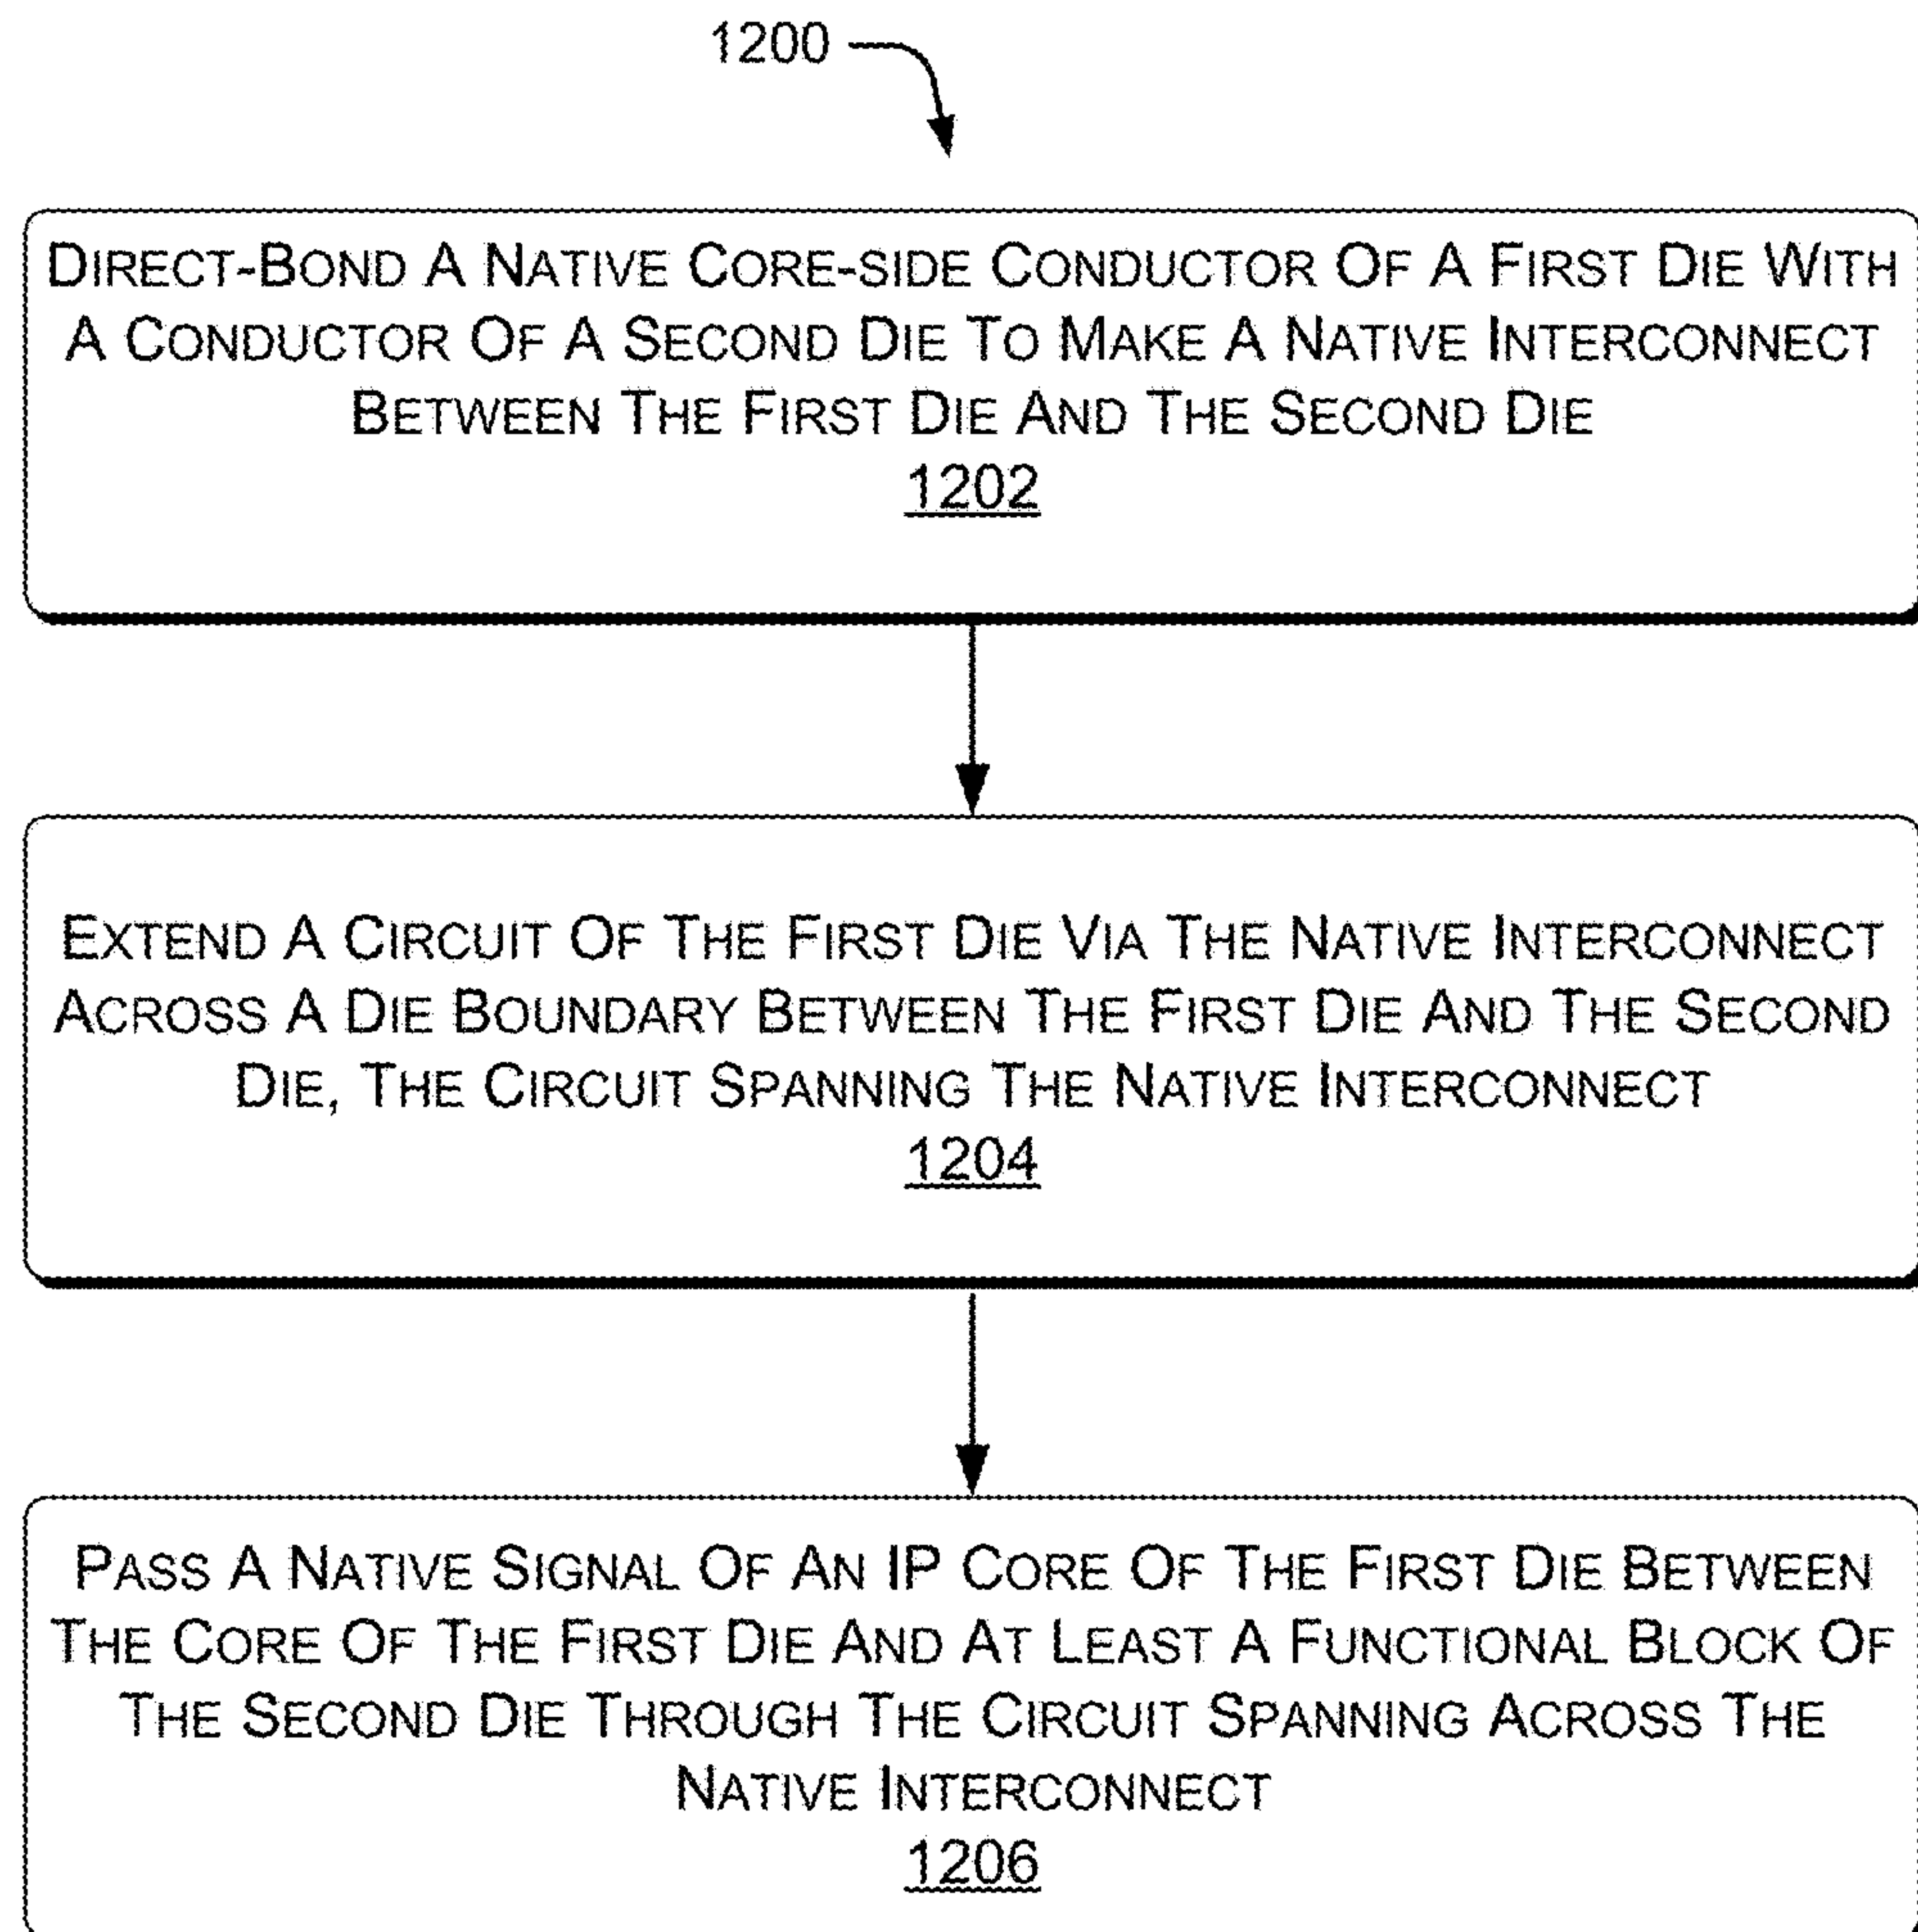 1200
DIRECT-BOND A NATIVE CORE-SIDE CONDUCTOR OF A FIRST DIE WITH
A CONDUCTOR OF A SECOND DIE TO MAKE A NATIVE INTERCONNECT
BETWEEN THE FIRST DIE AND THE SECOND DIE
1202
EXTEND A CIRCUIT OF THE FIRST DIE VIA THE NATIVE INTERCONNECT
ACROSS A DIE BOUNDARY BETWEEN THE FIRST DIE AND THE SECOND
DIE, THE CIRCUIT SPANNING THE NATIVE INTERCONNECT
1204
PASS A NATIVE SIGNAL OF AN IP CORE OF THE FIRST DIE BETWEEN
THE CORE OF THE FIRST DIE AND AT LEAST A FUNCTIONAL BLOCK OF
THE SECOND DIE THROUGH THE CIRCUIT SPANNING ACROSS THE
NATIVE INTERCONNECT
1206